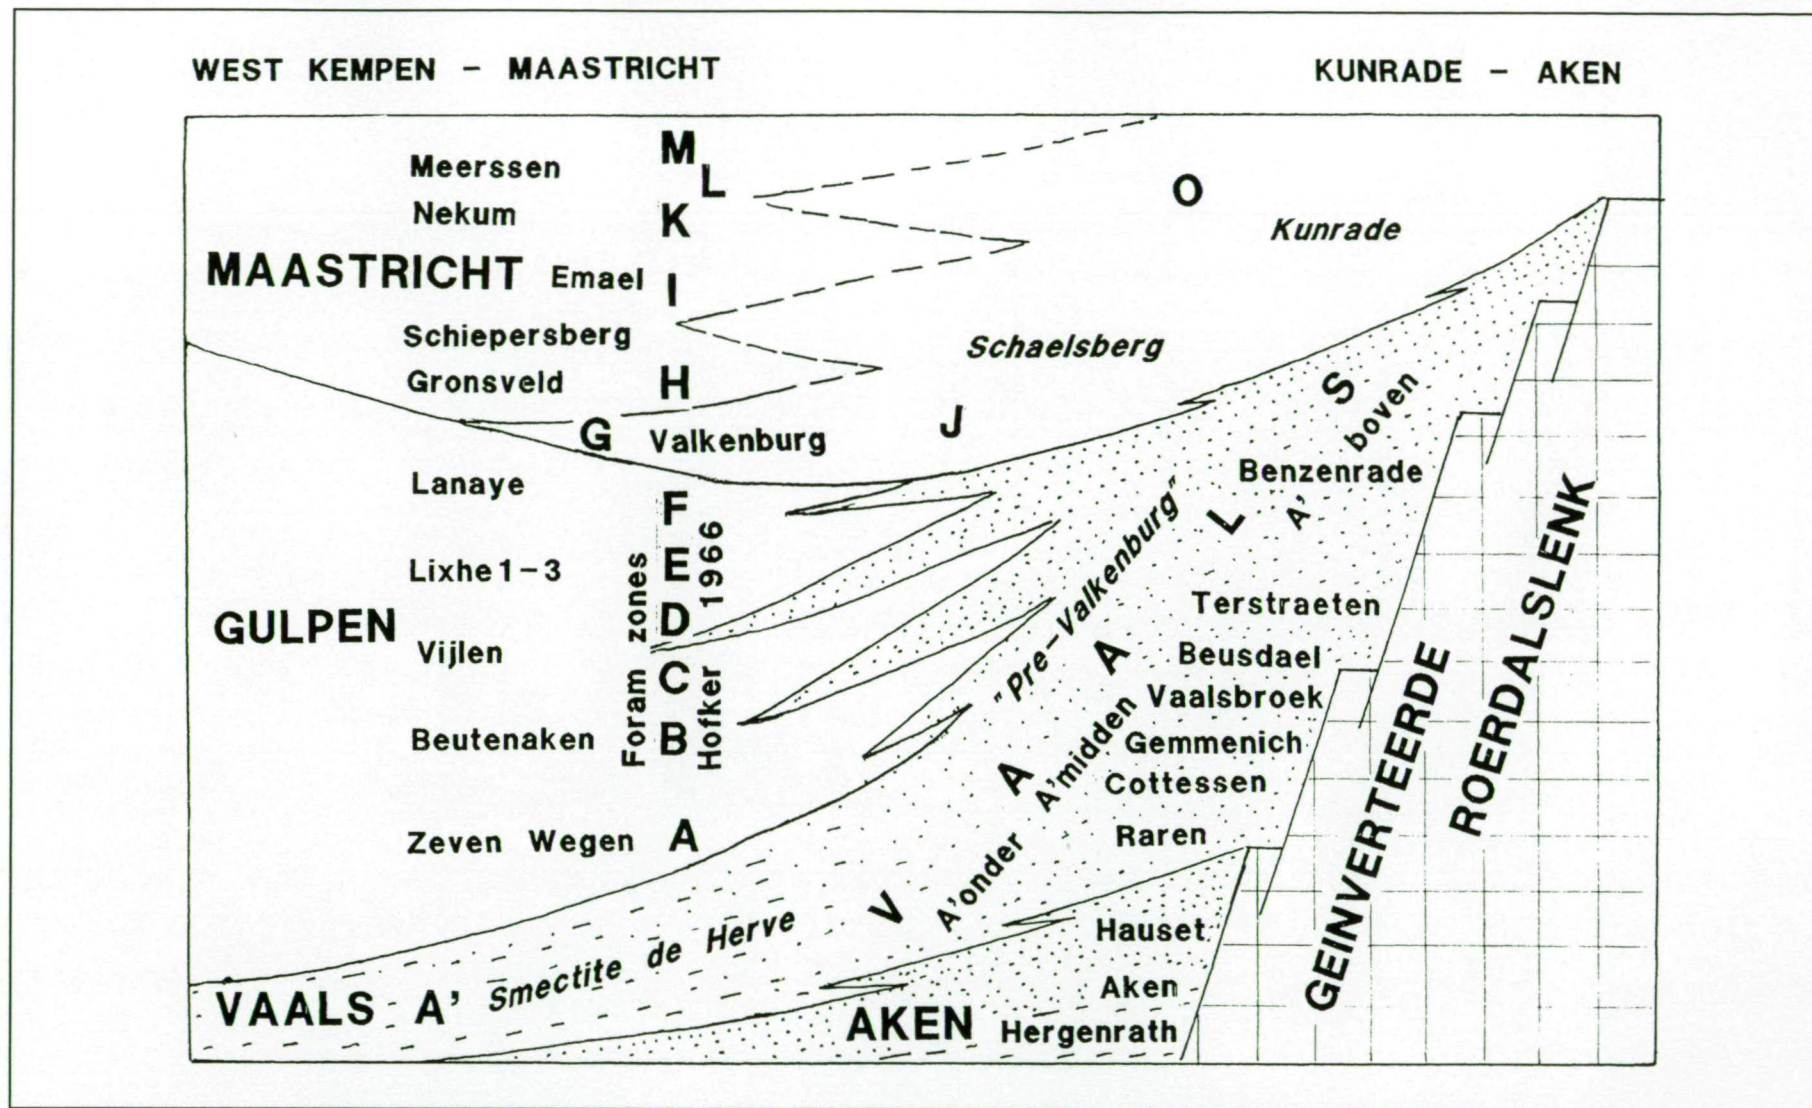 WEST KEMPEN – MAASTRICHT
KUNRADE – AKEN
Meerssen
Nekum
MAASTRICHT
Emael
Schiepersberg
Gronsveld
M
L
K
I
H
G
Valkenburg
J
O
Kunrade
Schaelsberg
Lanaye
Lixhe 1-3
GULPEN
Vijlen
Beutenaken
Zeven Wegen
F
E
D
C
B
A
Foram zones
Hofker 1966
"Pre-Valkenburg"
V A A L S
A'onder
A'midden
A' boven
Benzenrade
Terstraeten
Beusdael
Vaalsbroek
Gemmenich
Cottessen
Raren
Hauset
Aken
AKEN
Hergenrath
VAALS A'
Smectite de Herve
GEINVERTEERDE
ROERDALSLENK